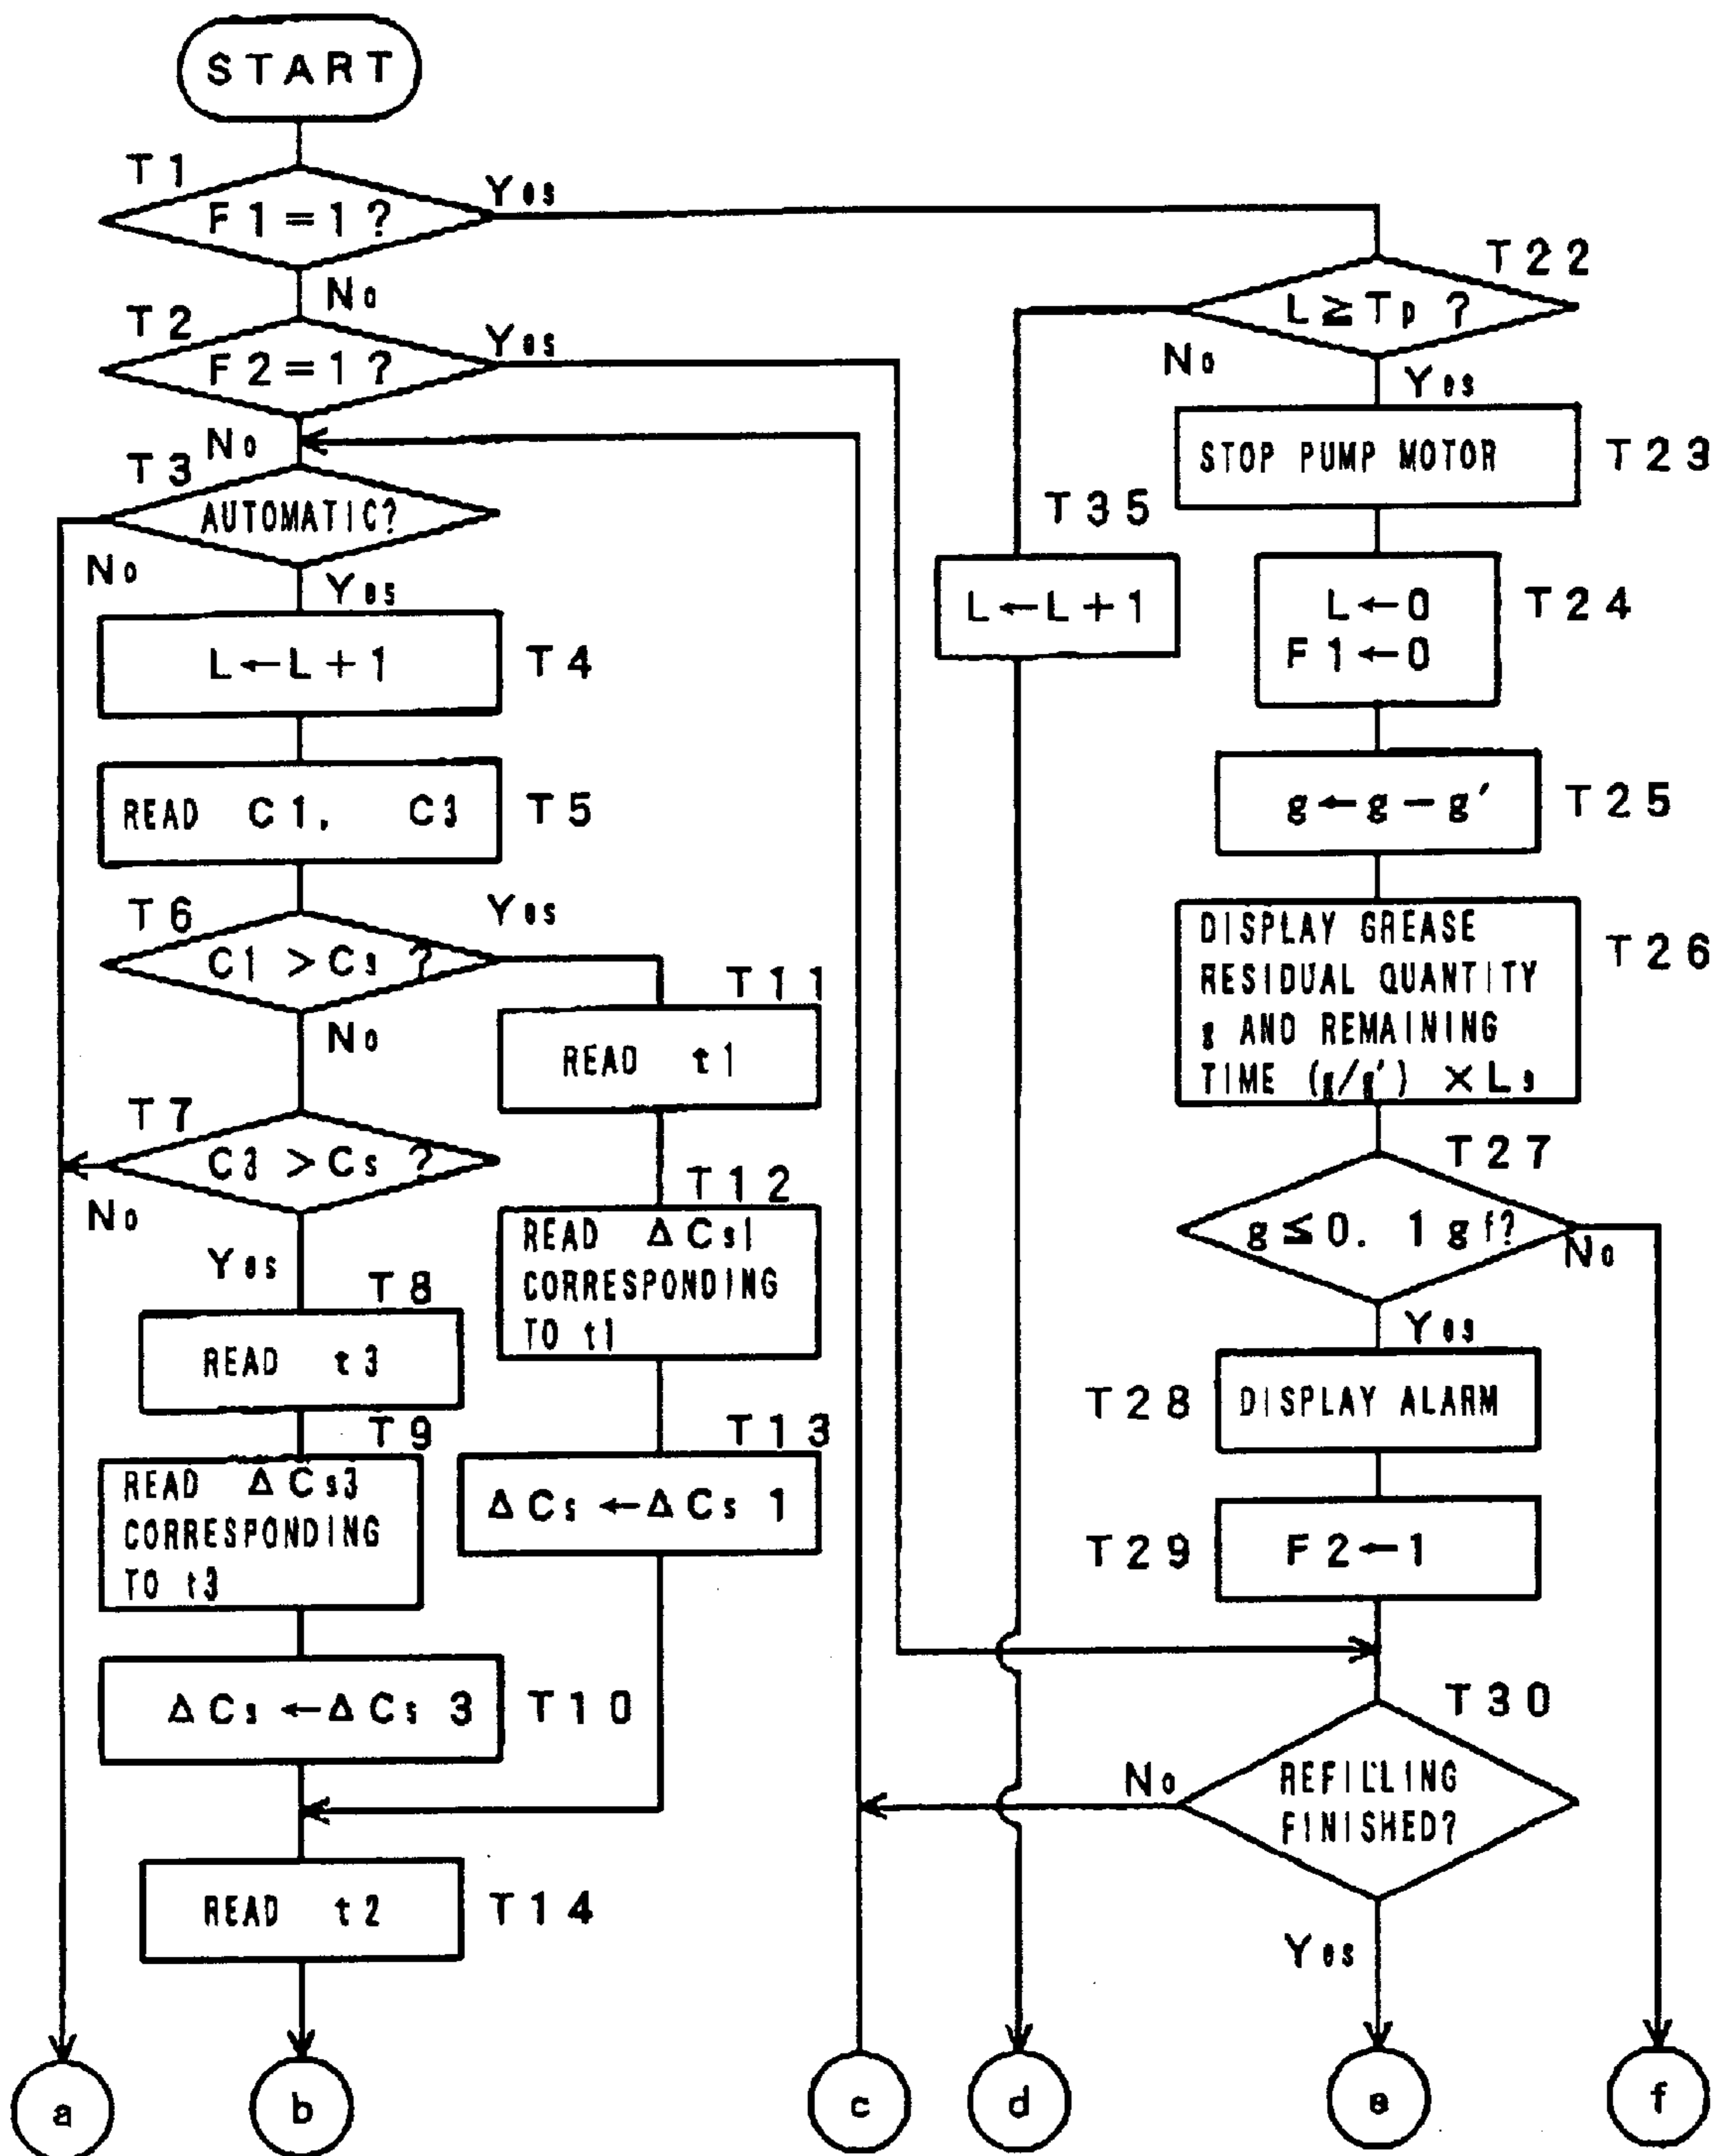 START
T1
F1=1?
Yes
No
T2
F2=1?
Yes
No
T3
AUTOMATIC?
No
Yes
L←L+1
T4
READ C1, C3
T5
T6
C1>Cs?
Yes
No
T7
C3>Cs?
No
Yes
T8
READ t3
T9
READ ΔCs3
CORRESPONDING
TO t3
ΔCs←ΔCs3
T10
T11
READ t1
T12
READ ΔCs1
CORRESPONDING
TO t1
T13
ΔCs←ΔCs1
READ t2
T14
T22
L≧Tp ?
No
Yes
STOP PUMP MOTOR
T23
T35
L←L+1
L←0
F1←0
T24
g←g-g'
T25
DISPLAY GREASE
RESIDUAL QUANTITY
g AND REMAINING
TIME (g/g') ×Ls
T26
T27
g≦0.1gf?
No
Yes
T28
DISPLAY ALARM
T29
F2←1
T30
REFILLING
FINISHED?
No
Yes
a
b
c
d
e
f